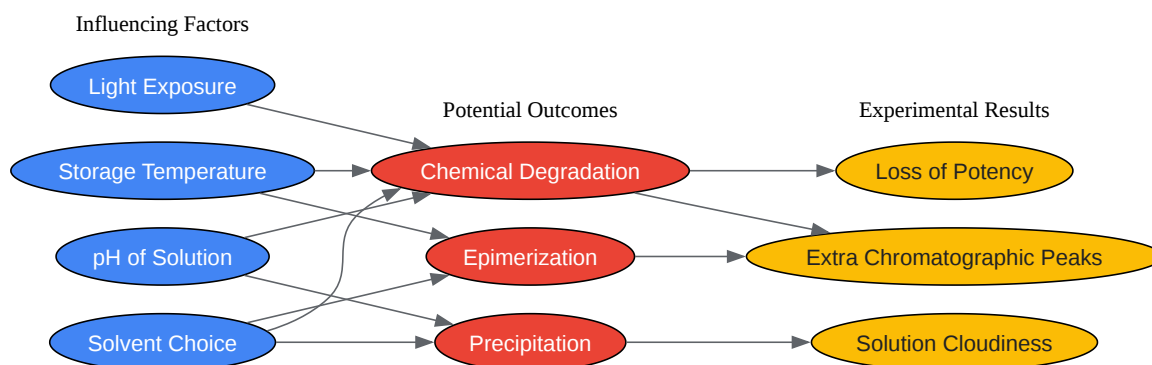 Influencing Factors
Light Exposure
Storage Temperature
pH of Solution
Solvent Choice
Potential Outcomes
Chemical Degradation
Epimerization
Precipitation
Experimental Results
Loss of Potency
Extra Chromatographic Peaks
Solution Cloudiness